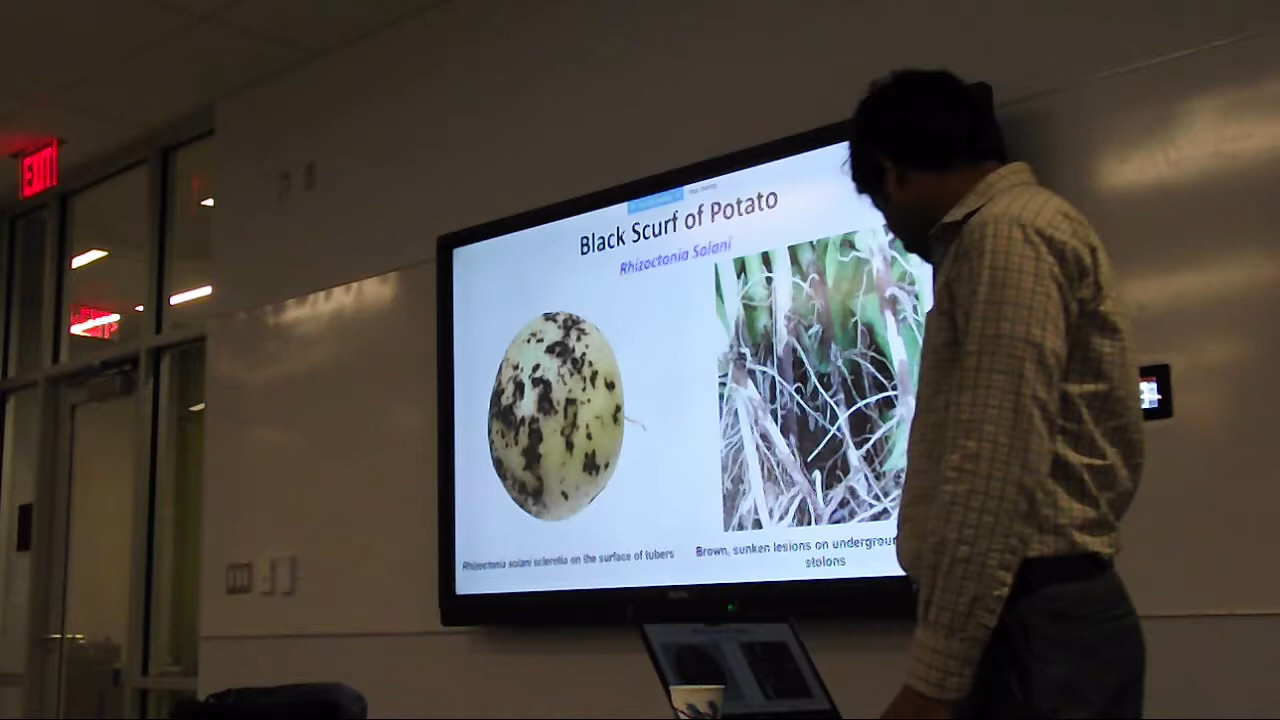 EXIT
Black Scurf of Potato
Rhizoctonia Solani
Rhizoctonia solani sclerotia on the surface of tubers
Brown, sunken lesions on undergrou
stolons